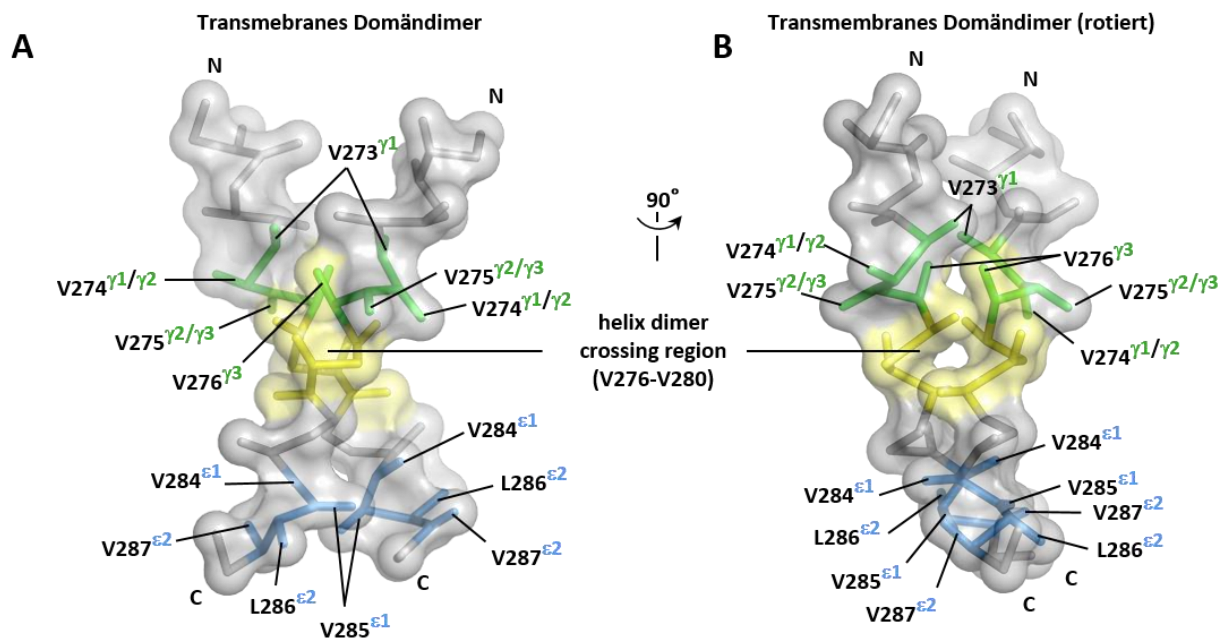 Transmebranes Domändimer
Transmembranes Domändimer (rotiert)
A
N
N
V273γ1
V274γ1/γ2
V275γ2/γ3
V276γ3
V275γ2/γ3
V274γ1/γ2
V284ε1
V284ε1
L286ε2
V287ε2
V287ε2
C
C
L286ε2
V285ε1
90°
helix dimer
crossing region
(V276-V280)
B
N
N
V273γ1
V274γ1/γ2
V276γ3
V275γ2/γ3
V275γ2/γ3
V274γ1/γ2
V284ε1
V284ε1
V285ε1
V287ε2
L286ε2
L286ε2
V285ε1
C
V287ε2
C